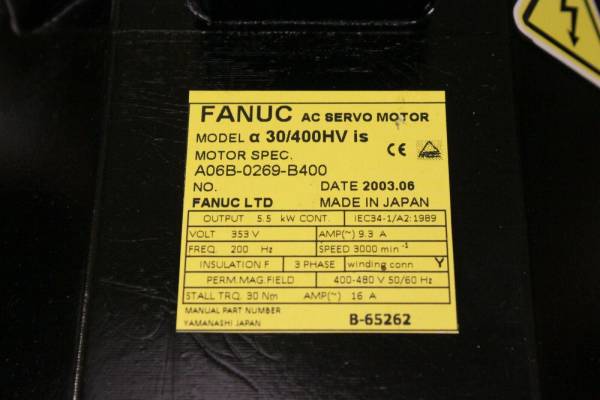 FANUC AC SERVO MOTOR
MODEL α 30/400HV is
MOTOR SPEC.
A06B-0269-B400
CE
NO. DATE 2003.06
FANUC LTD MADE IN JAPAN
OUTPUT 5.5 kW CONT. IEC34-1/A2:1989
VOLT 353 V AMP(~) 9.3 A
FREQ. 200 Hz SPEED 3000 min⁻¹
INSULATION F 3 PHASE winding conn Y
PERM.MAG.FIELD 400-480 V 50/60 Hz
STALL TRQ. 30 Nm AMP(~) 16 A
MANUAL PART NUMBER
YAMANASHI JAPAN B-65262